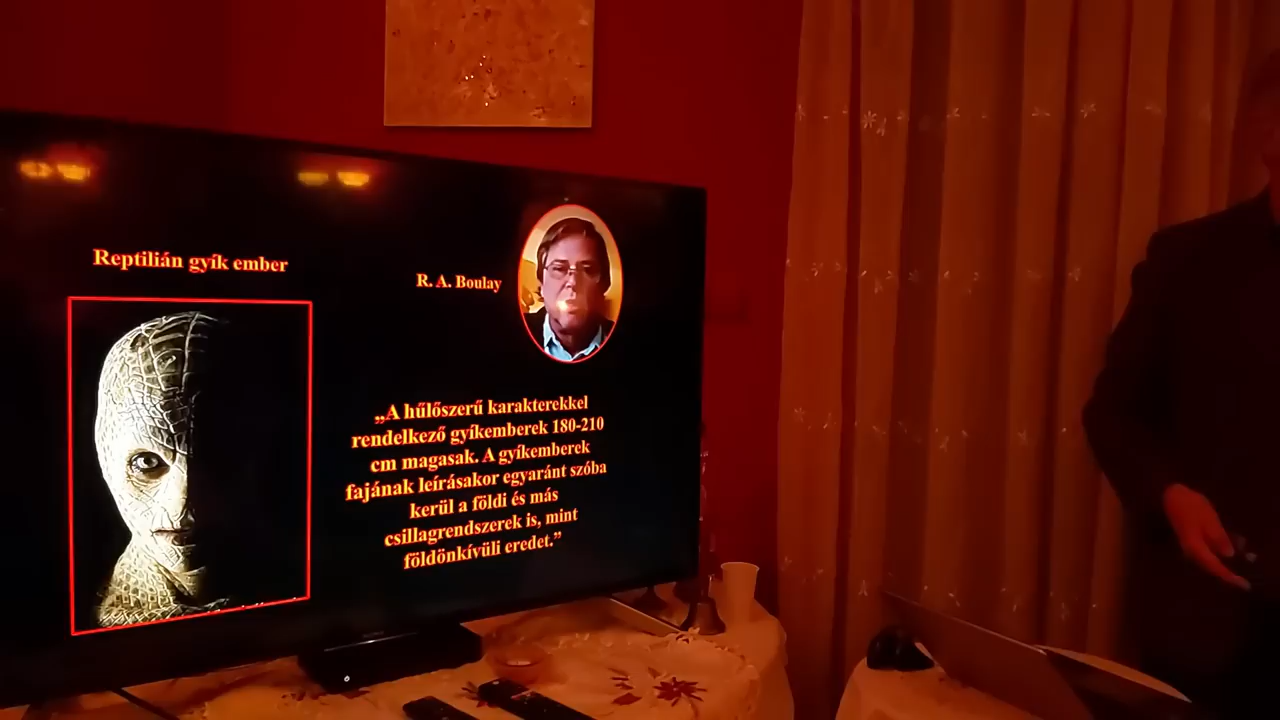 Reptilián gyík ember
R. A. Boulay
„A hűlőszerű karakterekkel
rendelkező gyíkemberek 180-210
cm magasak. A gyíkemberek
fajának leírásakor egyaránt szóba
kerül a földi és más
csillagrendszerek is, mint
földönkívüli eredet.”